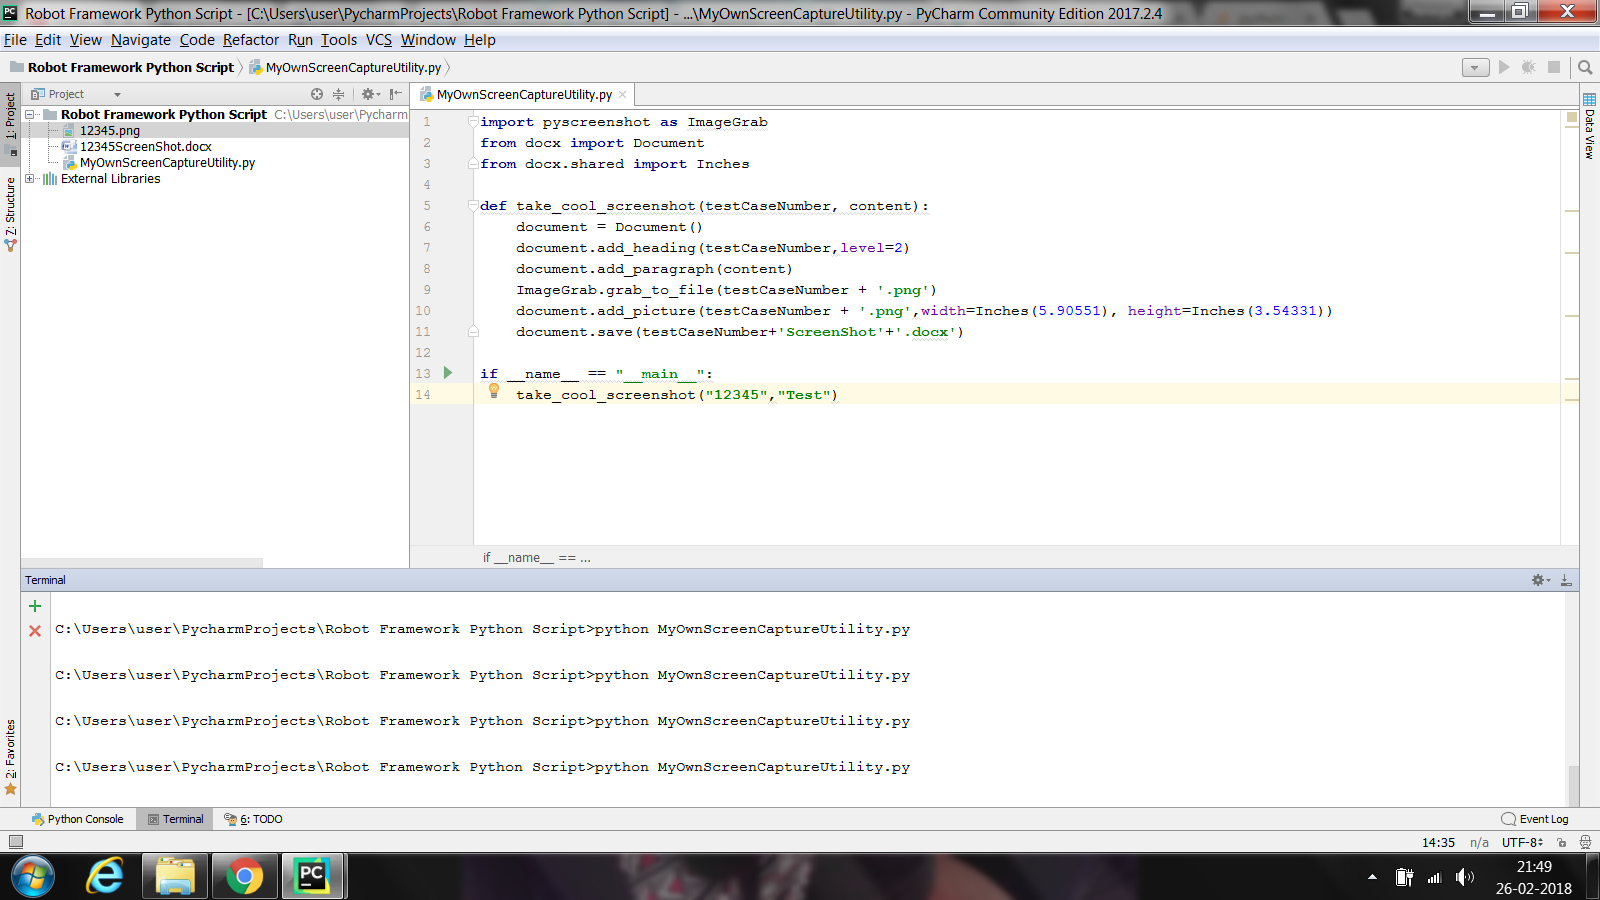 PC Robot Framework Python Script - [C:\Users\user\PycharmProjects\Robot Framework Python Script] - ...\MyOwnScreenCaptureUtility.py - PyCharm Community Edition 2017.2.4
File Edit View Navigate Code Refactor Run Tools VCS Window Help
Robot Framework Python Script MyOwnScreenCaptureUtility.py
1: Project
Z: Structure
2: Favorites
Project
Robot Framework Python Script C:\Users\user\Pycharm
12345.png
12345ScreenShot.docx
MyOwnScreenCaptureUtility.py
External Libraries
MyOwnScreenCaptureUtility.py
1 import pyscreenshot as ImageGrab
2 from docx import Document
3 from docx.shared import Inches
4
5 def take_cool_screenshot(testCaseNumber, content):
6 document = Document()
7 document.add_heading(testCaseNumber,level=2)
8 document.add_paragraph(content)
9 ImageGrab.grab_to_file(testCaseNumber + '.png')
10 document.add_picture(testCaseNumber + '.png',width=Inches(5.90551), height=Inches(3.54331))
11 document.save(testCaseNumber+'ScreenShot'+'.docx')
12
13 if __name__ == "__main__":
14 take_cool_screenshot("12345","Test")
if __name__ == ...
Data View
Terminal
C:\Users\user\PycharmProjects\Robot Framework Python Script>python MyOwnScreenCaptureUtility.py
C:\Users\user\PycharmProjects\Robot Framework Python Script>python MyOwnScreenCaptureUtility.py
C:\Users\user\PycharmProjects\Robot Framework Python Script>python MyOwnScreenCaptureUtility.py
C:\Users\user\PycharmProjects\Robot Framework Python Script>python MyOwnScreenCaptureUtility.py
Python Console Terminal 6: TODO Event Log
14:35 n/a UTF-8
PC
21:49
26-02-2018